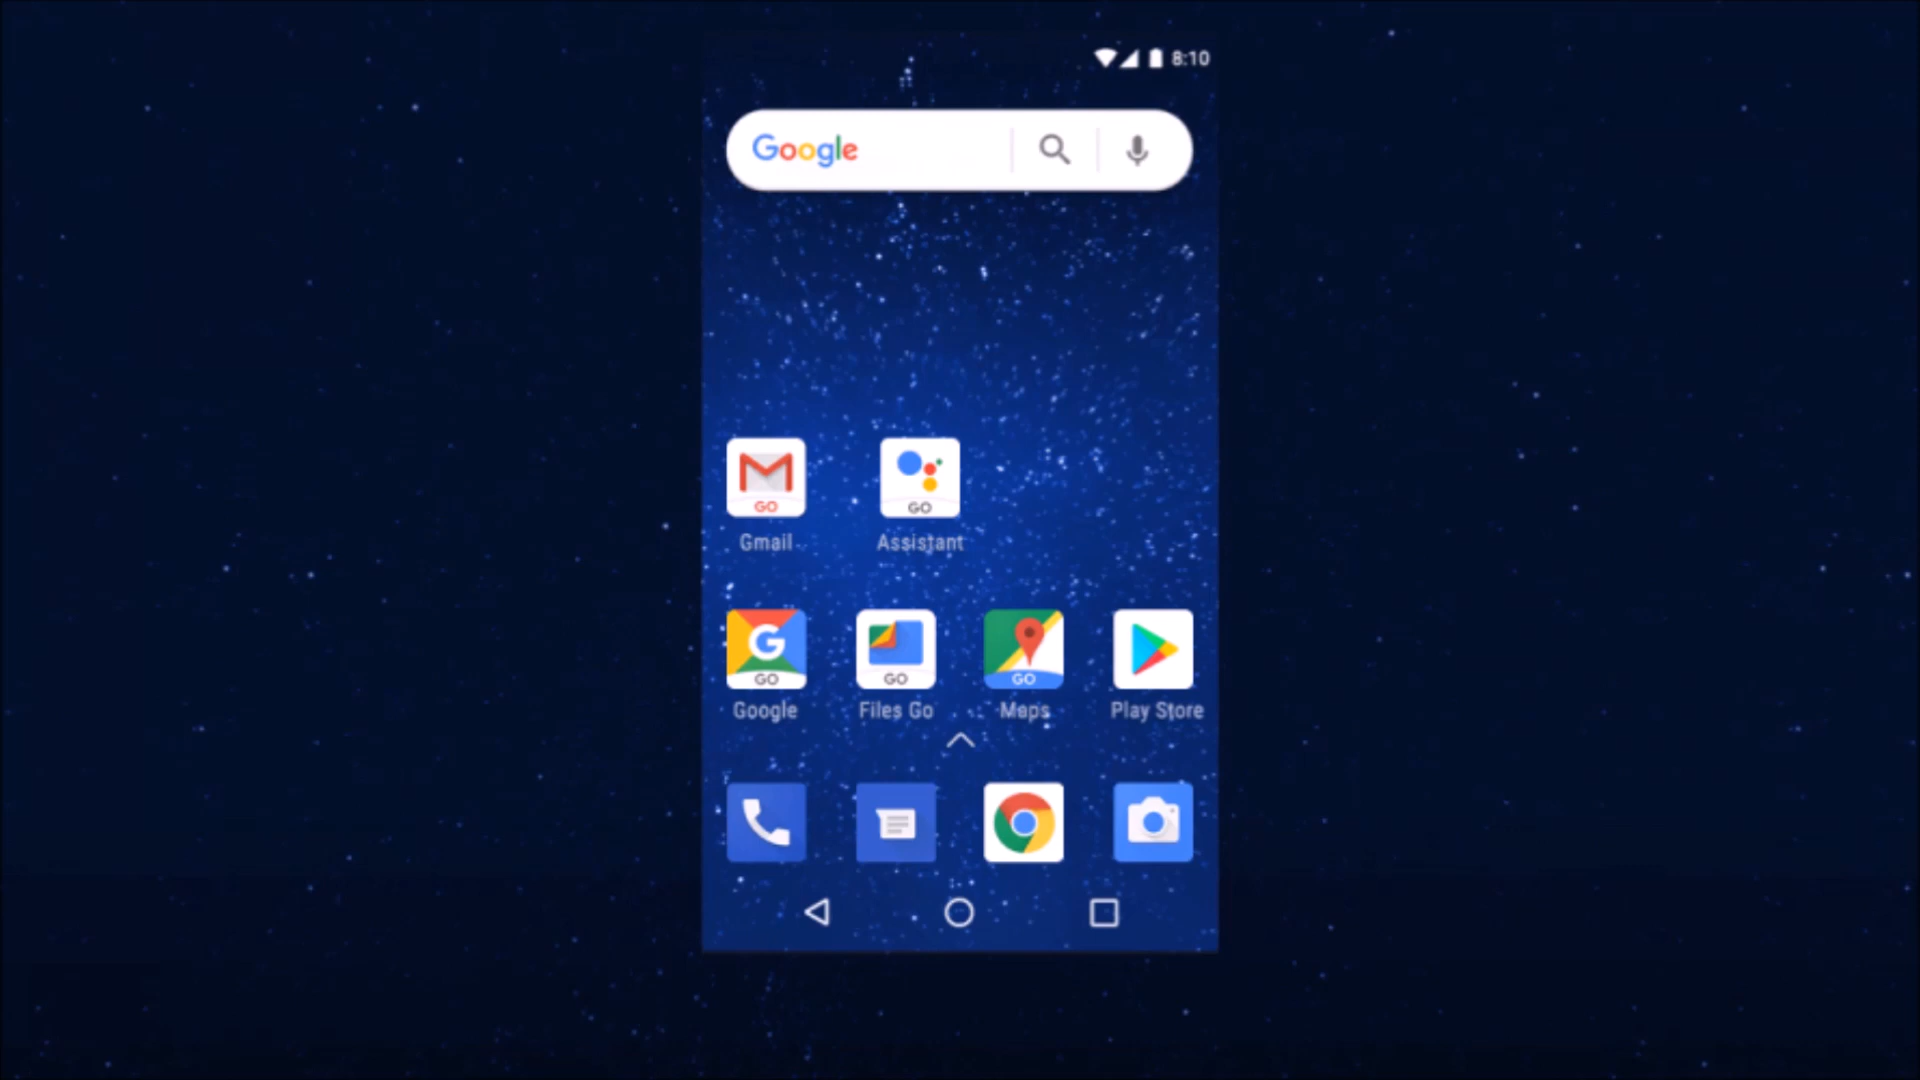 8:10
Google
GO GO
Gmail Assistant
G
GO GO GO
Google Files Go Maps Play Store